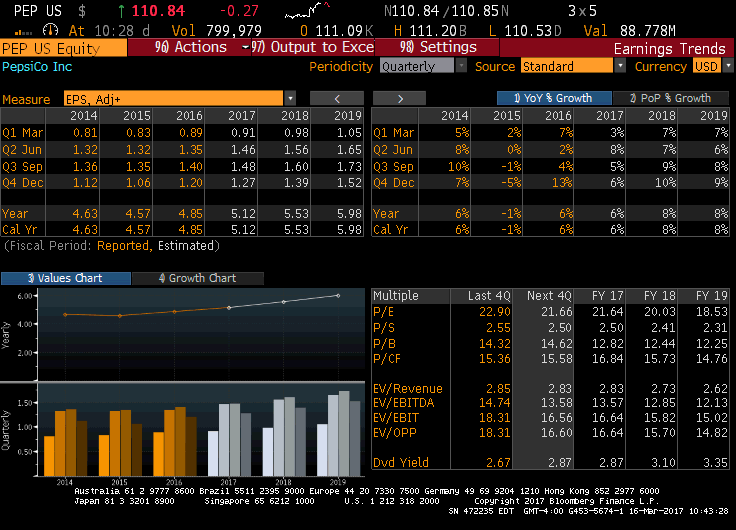 PEP US $ ↑ 110.84 -0.27 N110.84 / 110.85N 3 x 5
At 10:28 d Vol 799,979 O 111.09K H 111.20B L 110.53D Val 88.778M
PEP US Equity 96) Actions 97) Output to Exce 98) Settings Earnings Trends
PepsiCo Inc Periodicity Quarterly Source Standard Currency USD
Measure EPS, Adj+ < > 1) YoY % Growth 2) PoP % Growth
2014 2015 2016 2017 2018 2019 2014 2015 2016 2017 2018 2019
Q1 Mar 0.81 0.83 0.89 0.91 0.98 1.05 Q1 Mar 5% 2% 7% 3% 7% 7%
Q2 Jun 1.32 1.32 1.35 1.46 1.56 1.65 Q2 Jun 8% 0% 2% 8% 7% 6%
Q3 Sep 1.36 1.35 1.40 1.48 1.60 1.73 Q3 Sep 10% -1% 4% 5% 9% 8%
Q4 Dec 1.12 1.06 1.20 1.27 1.39 1.52 Q4 Dec 7% -5% 13% 6% 10% 9%
Year 4.63 4.57 4.85 5.12 5.53 5.98 Year 6% -1% 6% 6% 8% 8%
Cal Yr 4.63 4.57 4.85 5.12 5.53 5.98 Cal Yr 6% -1% 6% 6% 8% 8%
(Fiscal Period: Reported, Estimated)
3) Values Chart 4) Growth Chart
Yearly
6.00
4.00
2.00
Quarterly
1.50
1.00
0.50
2014 2015 2016 2017 2018 2019
Multiple Last 4Q Next 4Q FY 17 FY 18 FY 19
P/E 22.90 21.66 21.64 20.03 18.53
P/S 2.55 2.50 2.50 2.41 2.31
P/B 14.32 14.62 12.82 12.44 12.25
P/CF 15.36 15.58 16.84 15.73 14.76
EV/Revenue 2.85 2.83 2.83 2.73 2.62
EV/EBITDA 14.74 13.58 13.57 12.85 12.13
EV/EBIT 18.31 16.56 16.64 15.82 15.02
EV/OPP 18.31 16.60 16.64 15.70 14.82
Dvd Yield 2.67 2.87 2.87 3.10 3.35
Australia 61 2 9777 8600 Brazil 5511 2395 9000 Europe 44 20 7330 7500 Germany 49 69 9204 1210 Hong Kong 852 2977 6000
Japan 81 3 3201 8900 Singapore 65 6212 1000 U.S. 1 212 318 2000 Copyright 2017 Bloomberg Finance L.P.
SN 472235 EDT GMT-4:00 G453-5674-1 16-Mar-2017 10:43:28